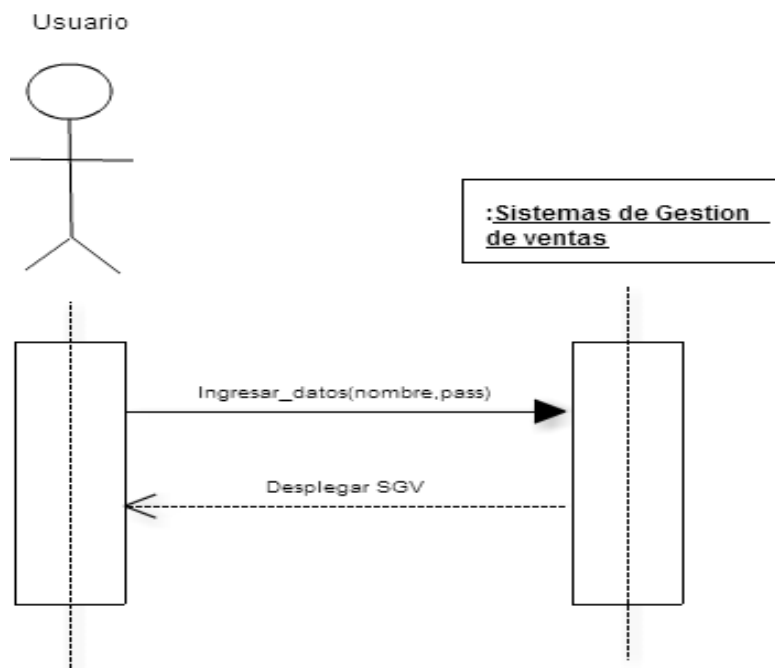 Usuario
:Sistemas de Gestion
de ventas
Ingresar_datos(nombre,pass)
Desplegar SGV